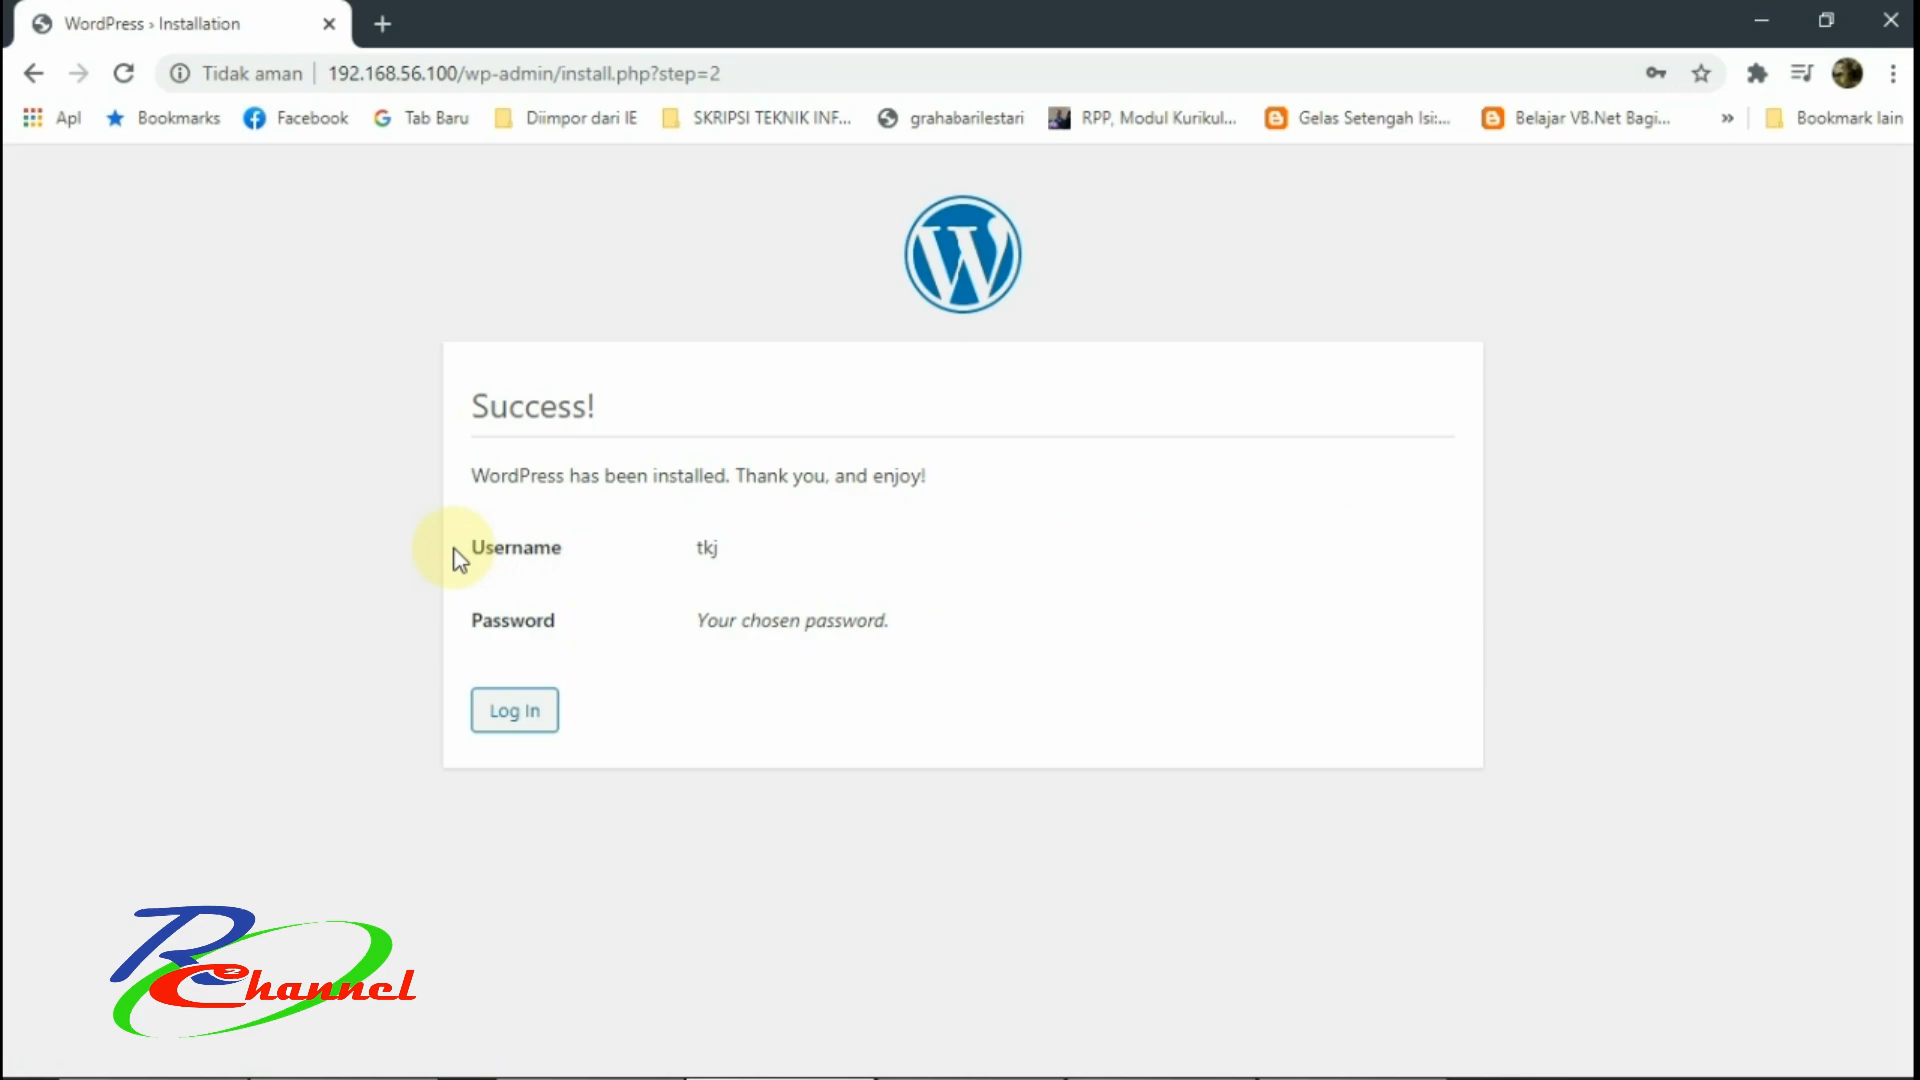 WordPress › Installation
Tidak aman 192.168.56.100/wp-admin/install.php?step=2
Apl Bookmarks Facebook Tab Baru Diimpor dari IE SKRIPSI TEKNIK INF... grahabarilestari RPP, Modul Kurikul... Gelas Setengah Isi:... Belajar VB.Net Bagi... » Bookmark lain
Success!
WordPress has been installed. Thank you, and enjoy!
Username tkj
Password Your chosen password.
Log In
R2 Channel